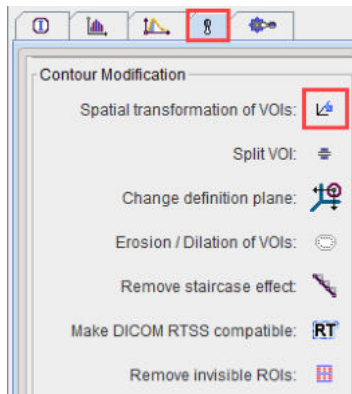 Contour Modification
Spatial transformation of VOIs:
Split VOI:
Change definition plane:
Erosion / Dilation of VOIs:
Remove staircase effect:
Make DICOM RTSS compatible:
RT
Remove invisible ROIs: